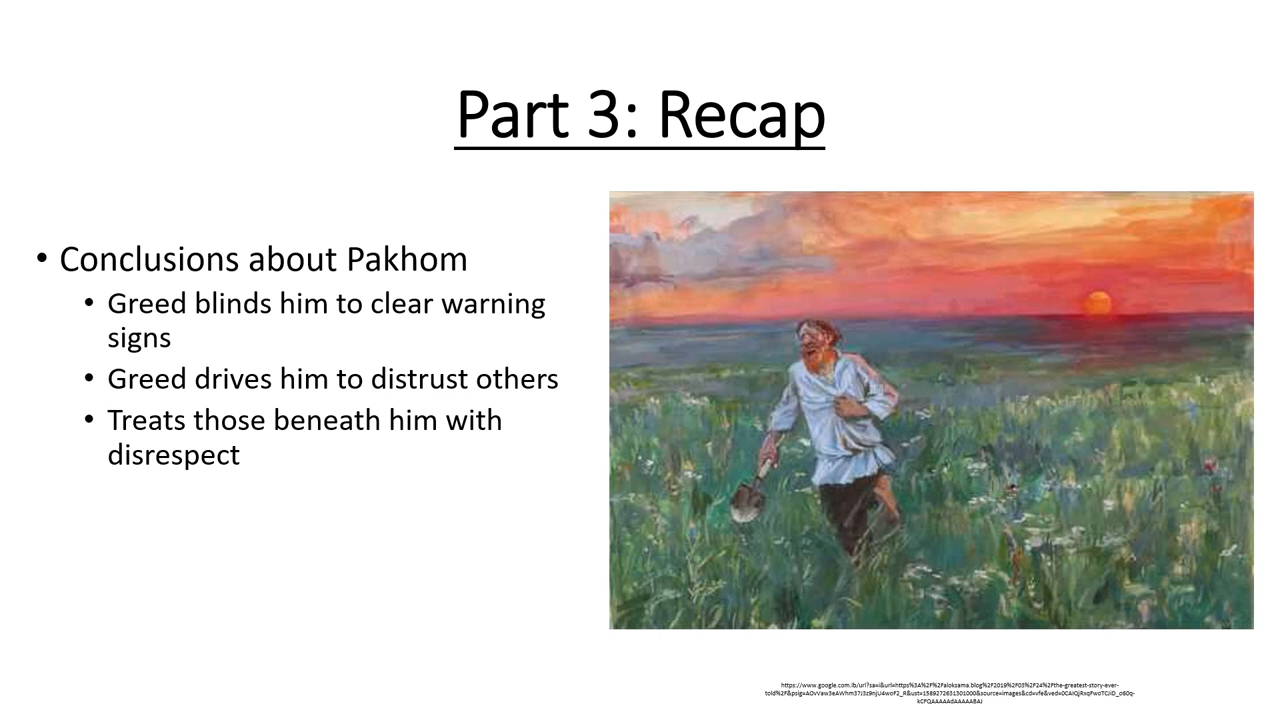 Part 3: Recap
• Conclusions about Pakhom
• Greed blinds him to clear warning
signs
• Greed drives him to distrust others
• Treats those beneath him with
disrespect